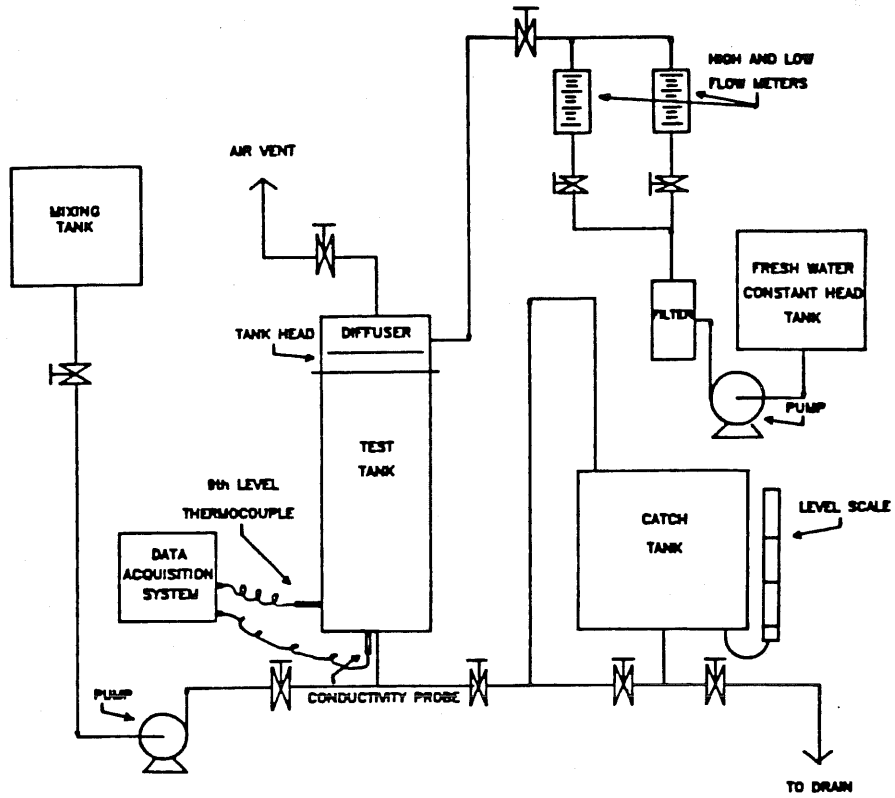 HIGH AND LOW
FLOW METERS
AIR VENT
MIXING
TANK
FRESH WATER
CONSTANT HEAD
TANK
FILTER
TANK HEAD
DIFFUSER
PUMP
TEST
TANK
9th LEVEL
THERMOCOUPLE
LEVEL SCALE
CATCH
TANK
DATA
ACQUISITION
SYSTEM
PUMP
CONDUCTIVITY PROBE
TO DRAIN